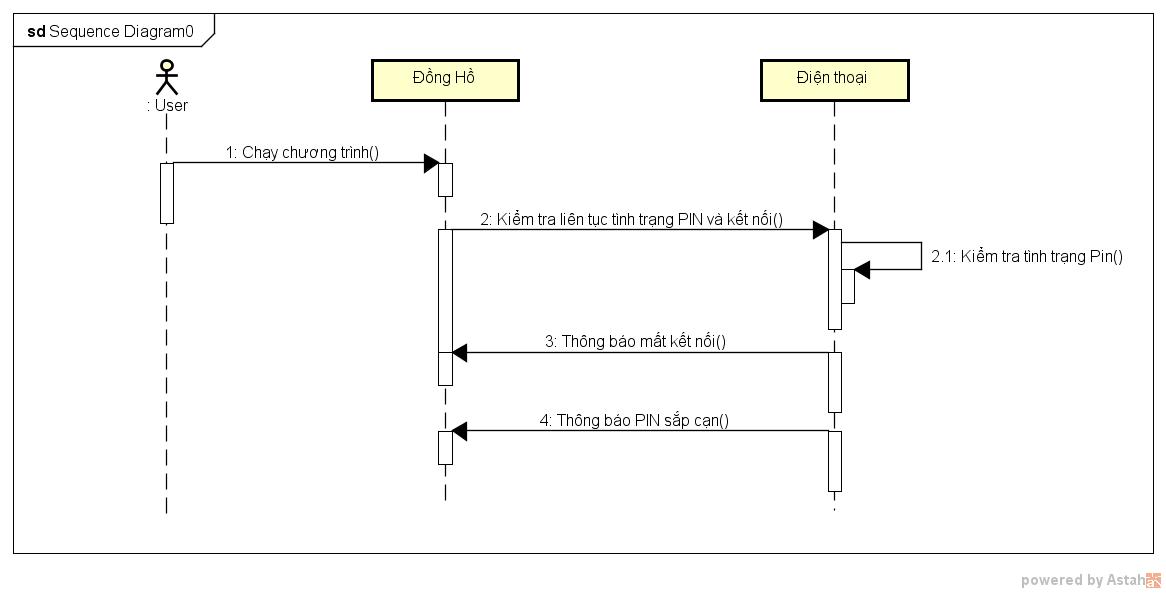 sd Sequence Diagram0
: User
Đồng Hồ
Điện thoại
1: Chạy chương trình()
2: Kiểm tra liên tục tình trạng PIN và kết nối()
2.1: Kiểm tra tình trạng Pin()
3: Thông báo mất kết nối()
4: Thông báo PIN sắp cạn()
powered by Astah